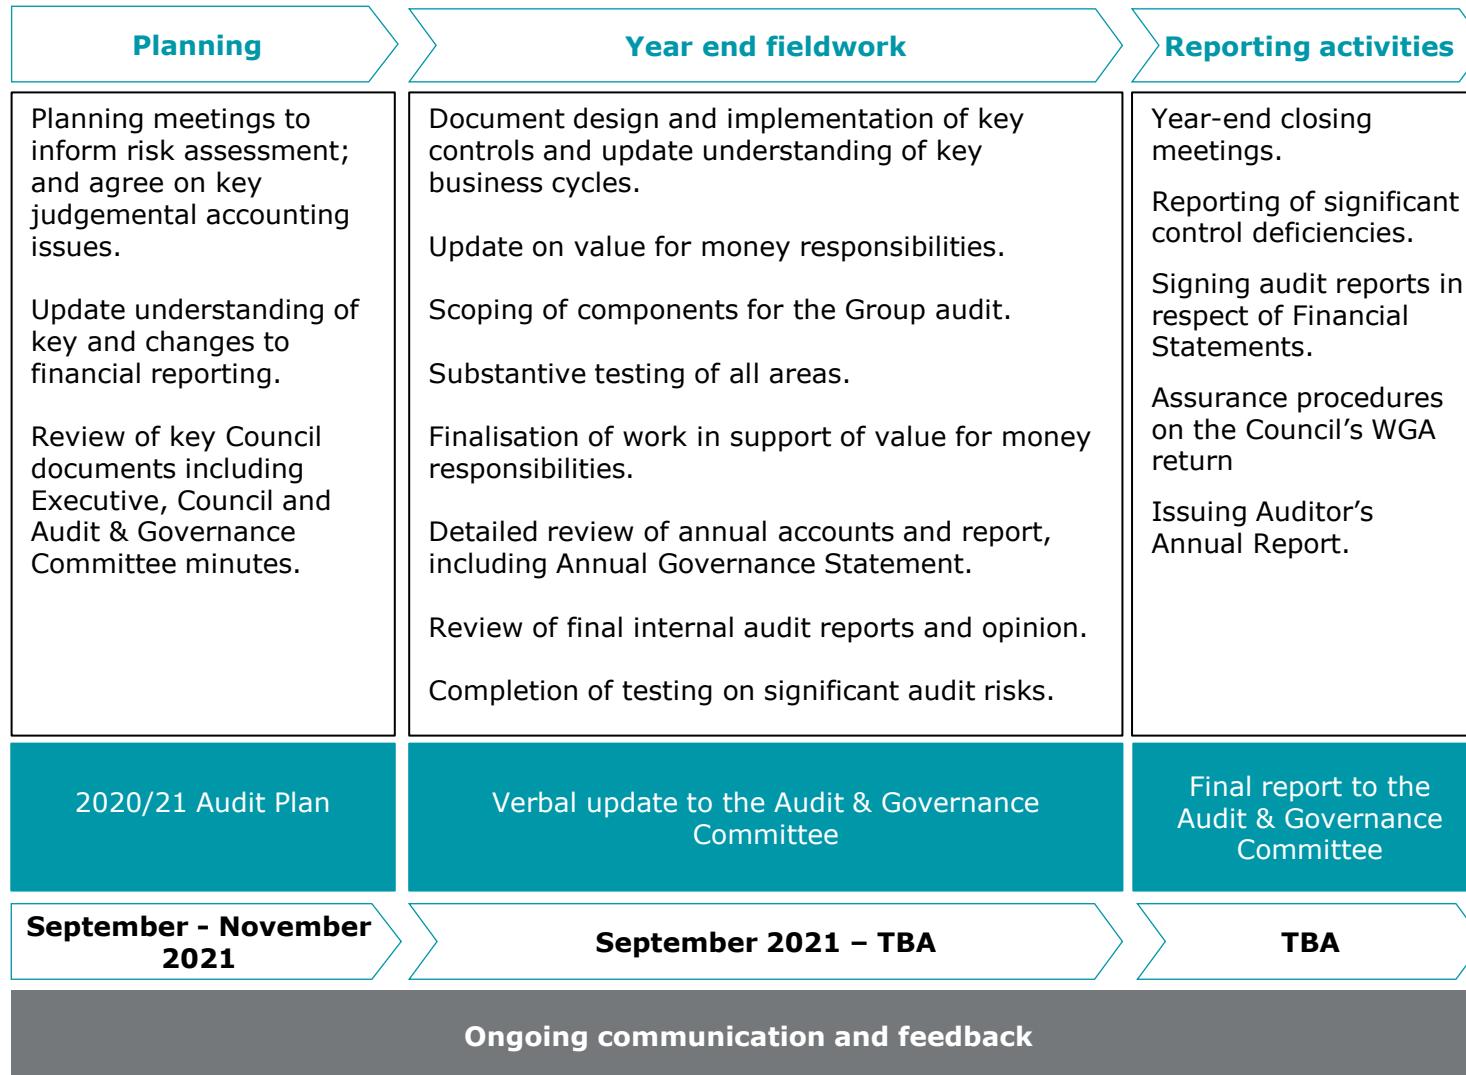 Planning
Year end fieldwork
Reporting activities
Planning meetings to
inform risk assessment;
and agree on key
judgemental accounting
issues.
Update understanding of
key and changes to
financial reporting.
Review of key Council
documents including
Executive, Council and
Audit & Governance
Committee minutes.
Document design and implementation of key
controls and update understanding of key
business cycles.
Update on value for money responsibilities.
Scoping of components for the Group audit.
Substantive testing of all areas.
Finalisation of work in support of value for money
responsibilities.
Detailed review of annual accounts and report,
including Annual Governance Statement.
Review of final internal audit reports and opinion.
Completion of testing on significant audit risks.
Year-end closing
meetings.
Reporting of significant
control deficiencies.
Signing audit reports in
respect of Financial
Statements.
Assurance procedures
on the Council’s WGA
return
Issuing Auditor’s
Annual Report.
2020/21 Audit Plan
Verbal update to the Audit & Governance
Committee
Final report to the
Audit & Governance
Committee
September - November
2021
September 2021 – TBA
TBA
Ongoing communication and feedback